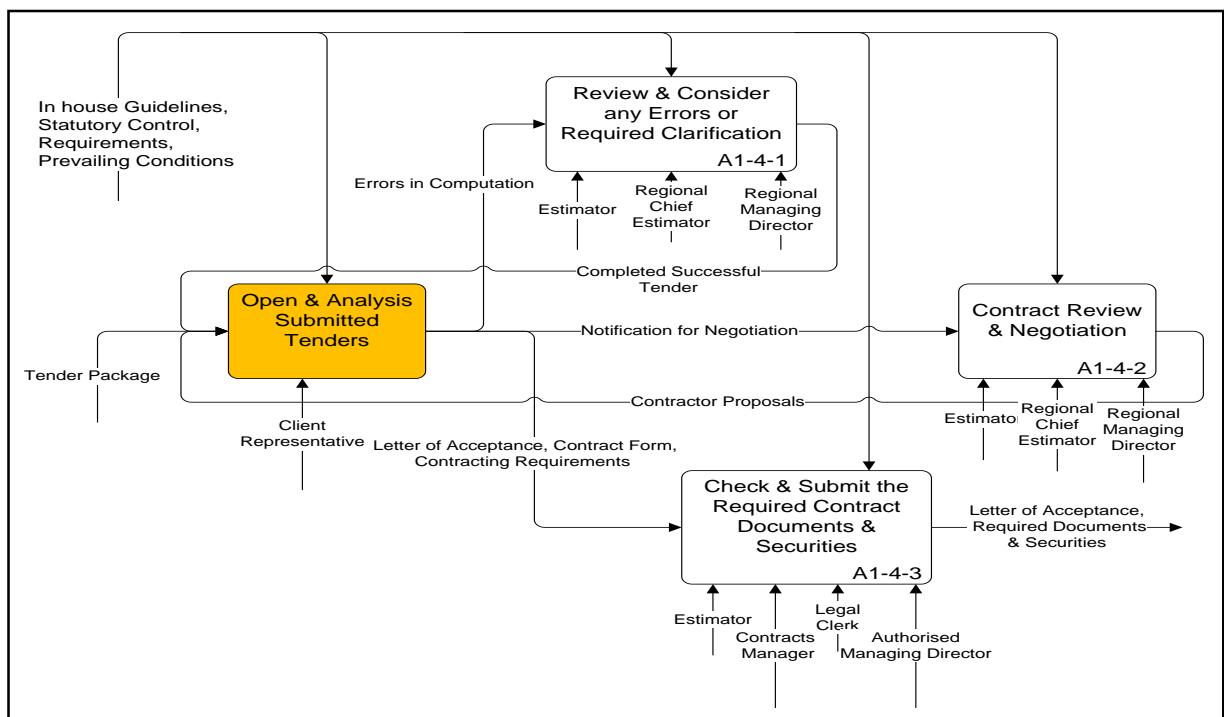 In house Guidelines,
Statutory Control,
Requirements,
Prevailing Conditions
Review & Consider
any Errors or
Required Clarification
A1-4-1
Errors in Computation
Estimator
Regional
Chief
Estimator
Regional
Managing
Director
Completed Successful
Tender
Open & Analysis
Submitted
Tenders
Notification for Negotiation
Contract Review
& Negotiation
A1-4-2
Tender Package
Contractor Proposals
Client
Representative
Estimator
Regional
Chief
Estimator
Regional
Managing
Director
Letter of Acceptance, Contract Form,
Contracting Requirements
Check & Submit the
Required Contract
Documents &
Securities
A1-4-3
Letter of Acceptance,
Required Documents
& Securities
Estimator
Contracts
Manager
Legal
Clerk
Authorised
Managing Director